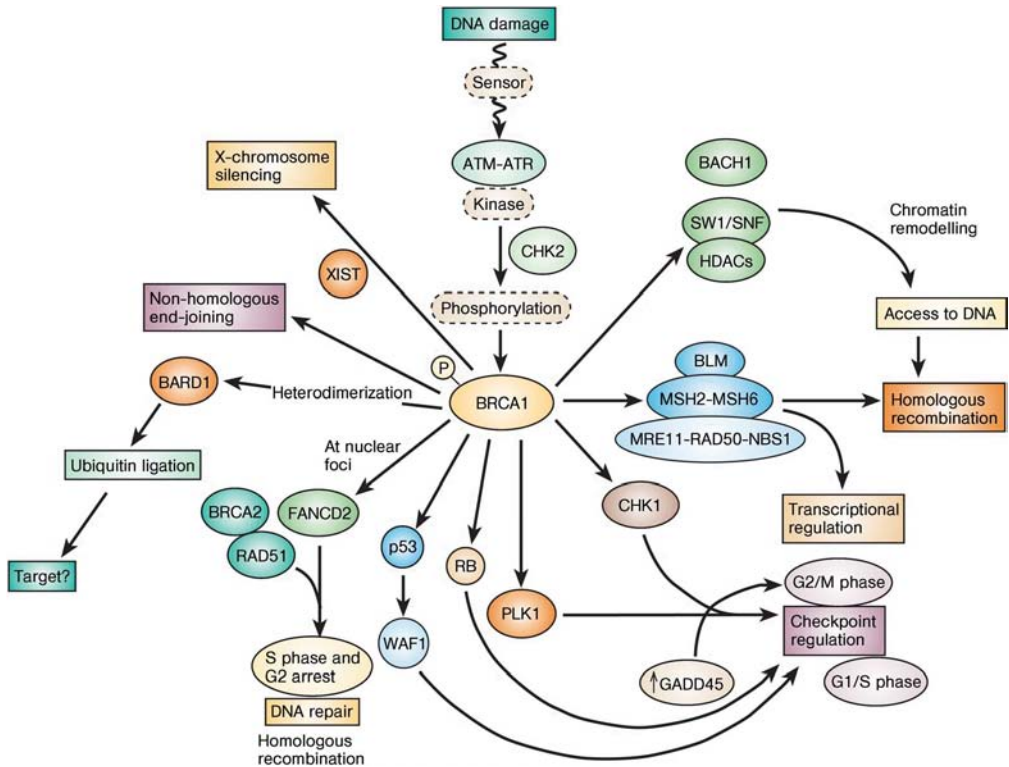 DNA damage
Sensor
ATM-ATR
Kinase
CHK2
Phosphorylation
P
BRCA1
X-chromosome
silencing
XIST
Non-homologous
end-joining
BARD1
Heterodimerization
Ubiquitin ligation
Target?
At nuclear
foci
BRCA2
FANCD2
RAD51
S phase and
G2 arrest
DNA repair
Homologous
recombination
p53
WAF1
RB
PLK1
CHK1
↑GADD45
BACH1
SW1/SNF
HDACs
Chromatin
remodelling
Access to DNA
BLM
MSH2-MSH6
MRE11-RAD50-NBS1
Homologous
recombination
Transcriptional
regulation
G2/M phase
Checkpoint
regulation
G1/S phase